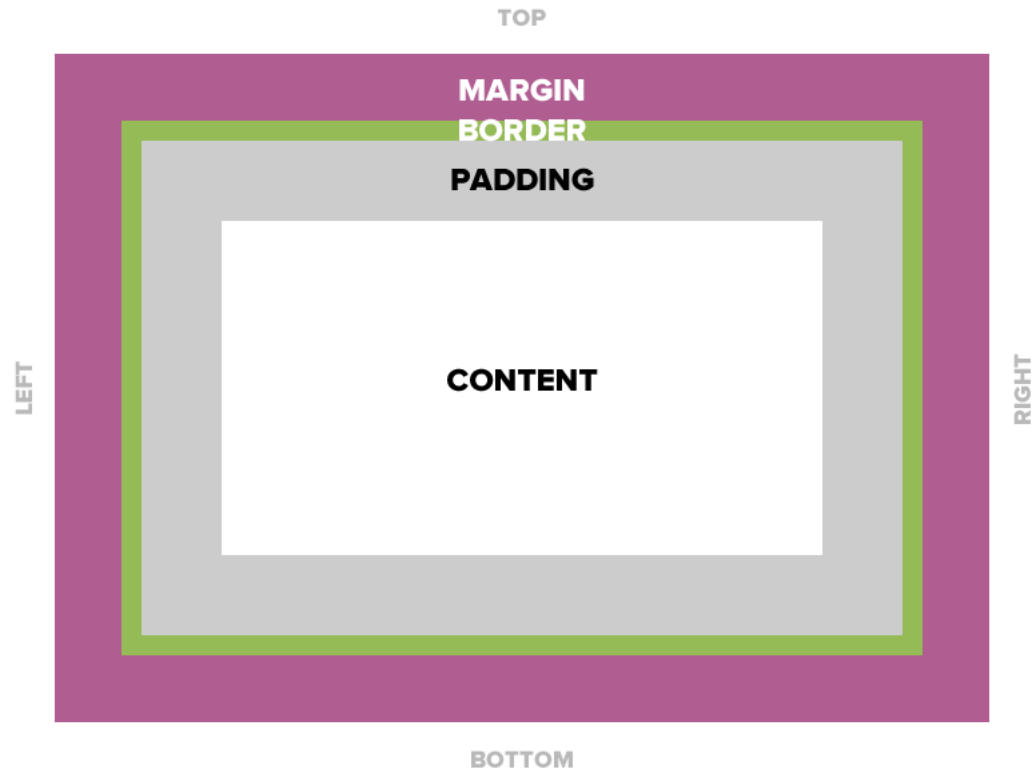 TOP
MARGIN
BORDER
PADDING
LEFT
CONTENT
RIGHT
BOTTOM